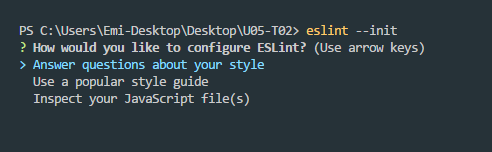 PS C:\Users\Emi-Desktop\Desktop\U05-T02> eslint --init
? How would you like to configure ESLint? (Use arrow keys)
> Answer questions about your style
Use a popular style guide
Inspect your JavaScript file(s)